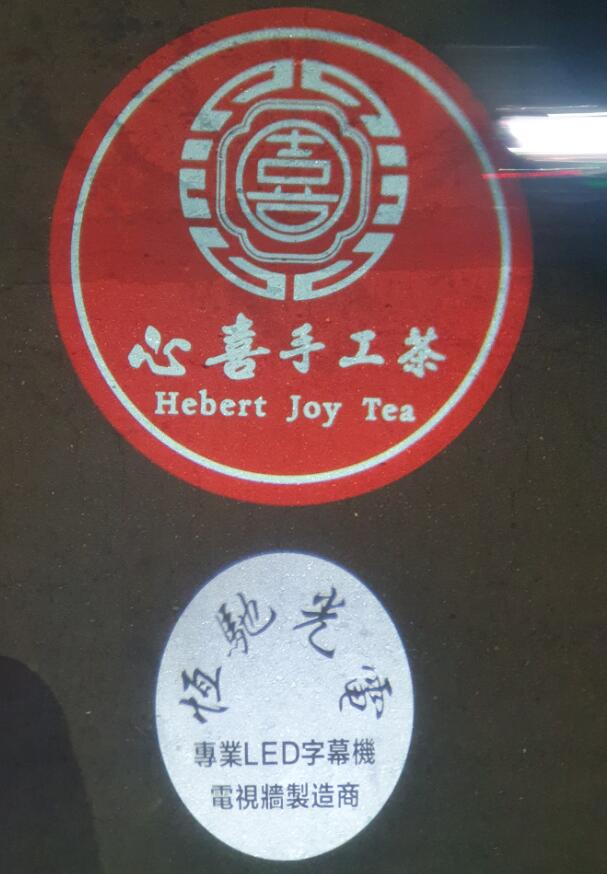 喜
心喜手工茶
Hebert Joy Tea
恆馳光電
專業LED字幕機
電視牆製造商